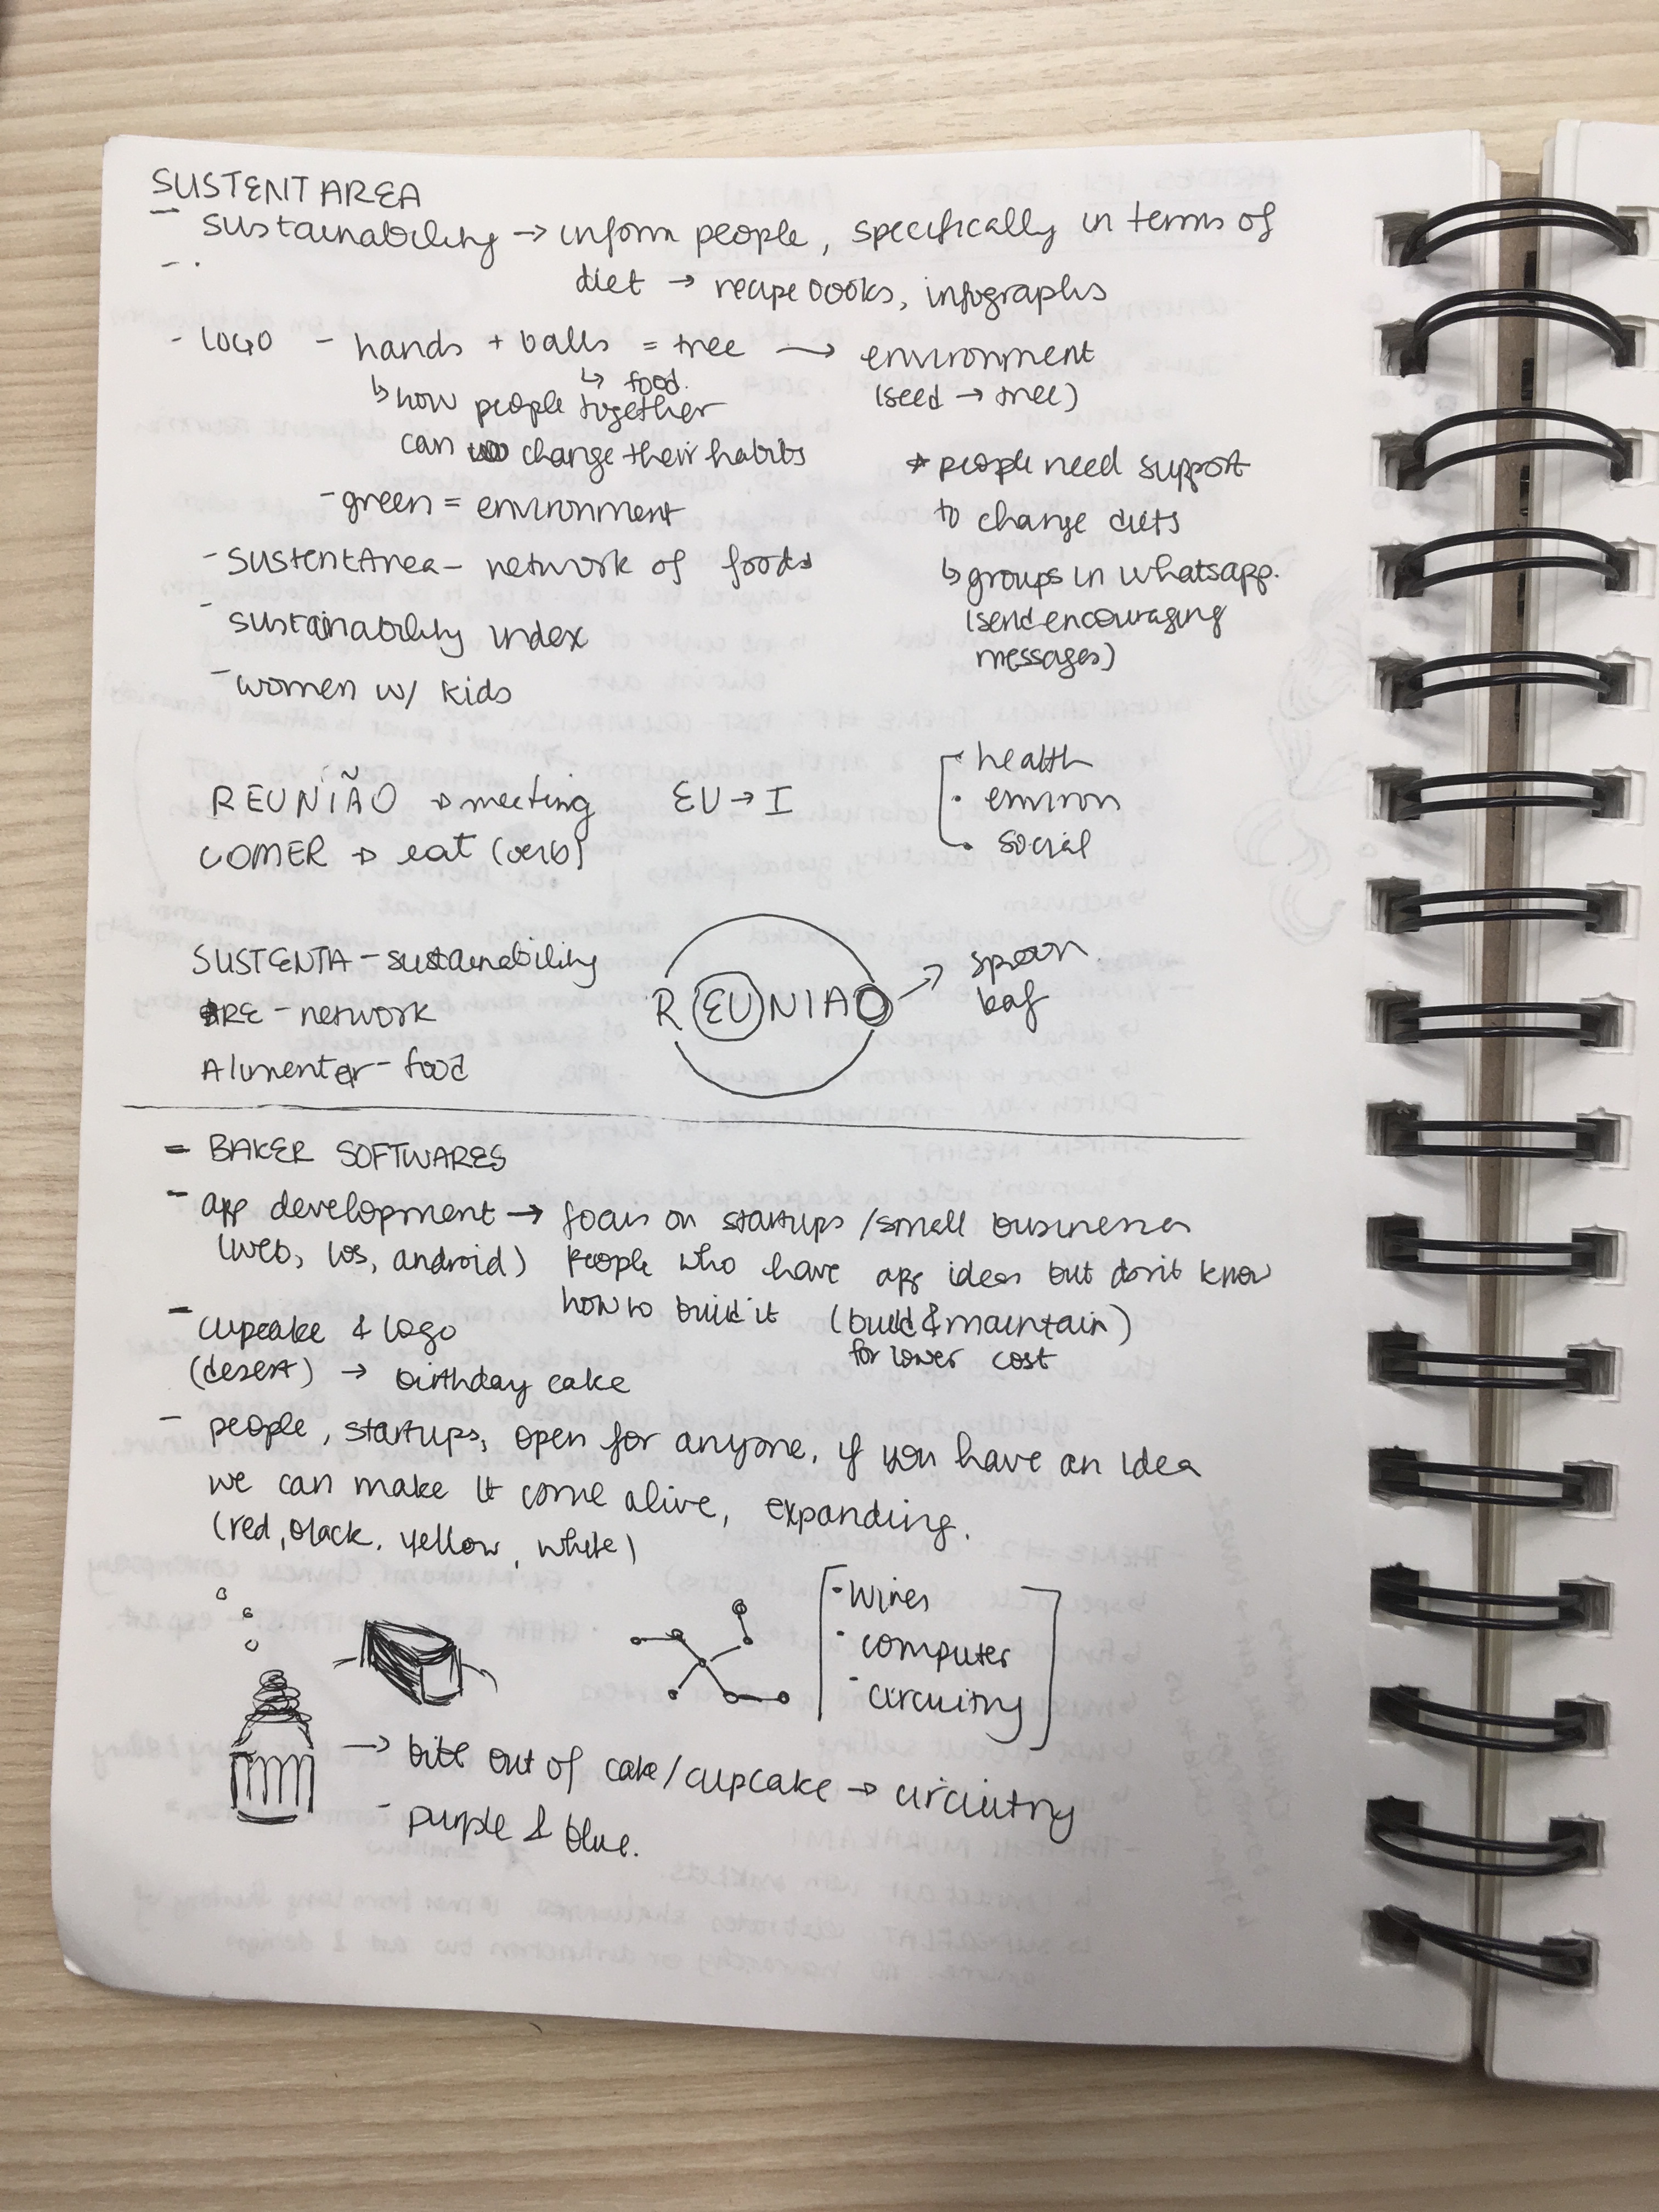 SUSTENTAREA
- sustainability → inform people, specifically in terms of
diet → recipe books, infographs
- LOGO - hands + balls = tree → environment
↳ food. (seed → tree)
↳ how people together
can change their habits
- green = environment
* people need support
to change diets
↳ groups in whatsapp.
(send encouraging
messages)
- SustentArea - network of foods
- sustainability index
- women w/ kids
REUNIÃO → meeting EU → I
COMER → eat (verb)
· health
· environ
· social
SUSTENTA - sustainability
RE - network
Alimentar - food
REUNIAO → spoon
leaf
- BAKER SOFTWARES
- app development → focus on startups / small businesses
(web, ios, android) people who have app ideas but don't know
how to build it (build & maintain)
for lower cost
- cupcake & logo
(desert) → birthday cake
- people, startups, open for anyone, if you have an idea
we can make it come alive, expanding.
(red, black, yellow, white)
· wires
· computer
· circuitry
→ bite out of cake/cupcake → circiutry
- purple & blue.